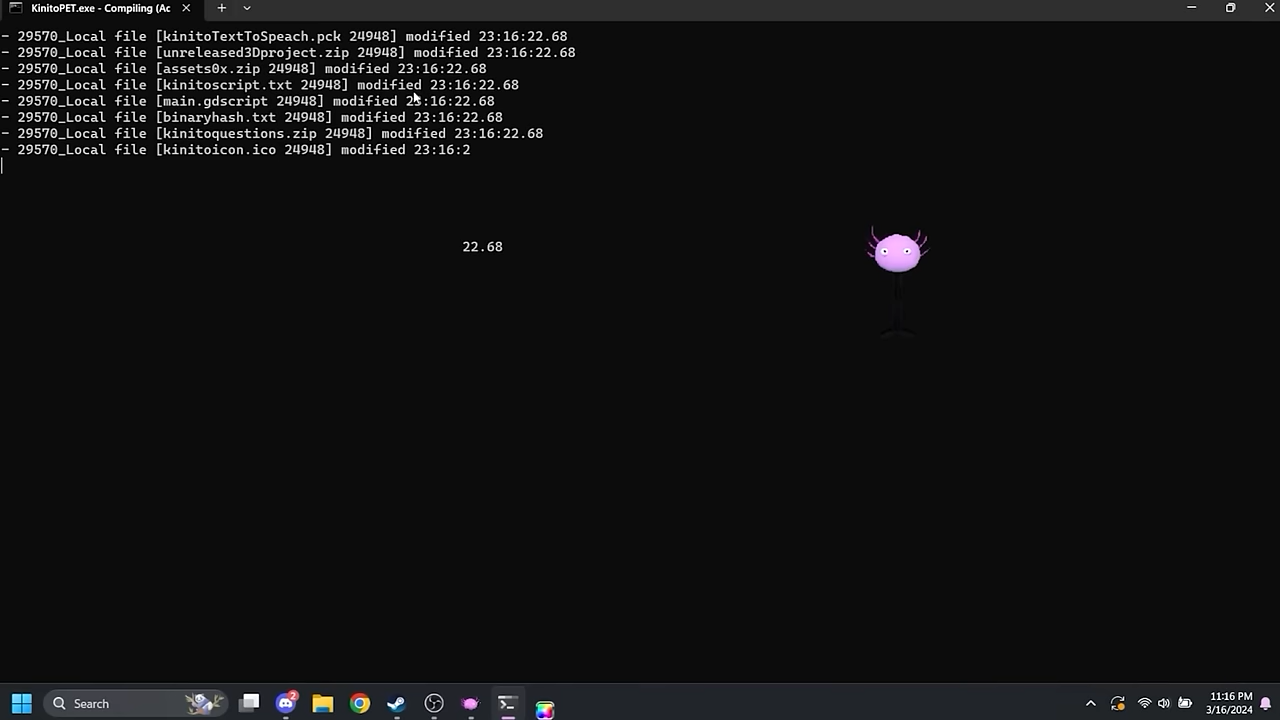 KinitoPET.exe - Compiling (Ac
- 29570_Local file [kinitoTextToSpeach.pck 24948] modified 23:16:22.68
- 29570_Local file [unreleased3Dproject.zip 24948] modified 23:16:22.68
- 29570_Local file [assets0x.zip 24948] modified 23:16:22.68
- 29570_Local file [kinitoscript.txt 24948] modified 23:16:22.68
- 29570_Local file [main.gdscript 24948] modified 23:16:22.68
- 29570_Local file [binaryhash.txt 24948] modified 23:16:22.68
- 29570_Local file [kinitoquestions.zip 24948] modified 23:16:22.68
- 29570_Local file [kinitoicon.ico 24948] modified 23:16:2
22.68
Search
2
11:16 PM
3/16/2024